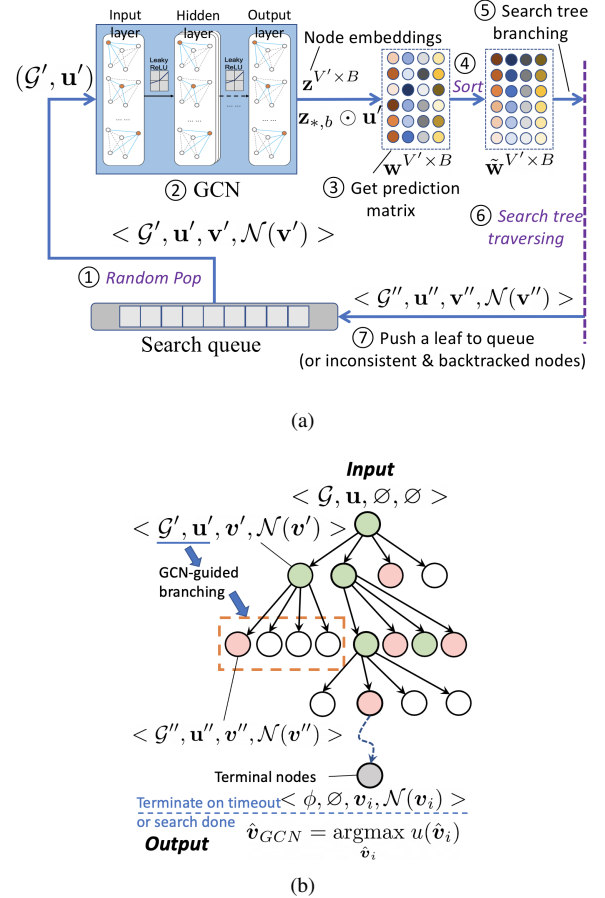 Input layer
Hidden layer
Output layer
Leaky ReLU
Leaky ReLU
... ...
... ...
... ...
... ...
(𝒢′, 𝐮′)
② GCN
Node embeddings
𝐳^{V′×B}
𝐳_{∗,b} ⊙ 𝐮′
𝐰^{V′×B}
③ Get prediction
matrix
④
Sort
𝐰̃^{V′×B}
⑤ Search tree
branching
⑥ Search tree
traversing
< 𝒢′, 𝐮′, 𝐯′, 𝒩(𝐯′) >
① Random Pop
Search queue
< 𝒢″, 𝐮″, 𝐯″, 𝒩(𝐯″) >
⑦ Push a leaf to queue
(or inconsistent & backtracked nodes)
(a)
Input
< 𝒢, 𝐮, ∅, ∅ >
< 𝒢′, 𝐮′, 𝒗′, 𝒩(𝒗′) >
GCN-guided
branching
< 𝒢″, 𝐮″, 𝒗″, 𝒩(𝒗″) >
Terminal nodes
Terminate on timeout
< ϕ, ∅, 𝒗_i, 𝒩(𝒗_i) >
or search done
Output
𝒗̂_{GCN} = argmax_{𝒗̂_i} u(𝒗̂_i)
(b)